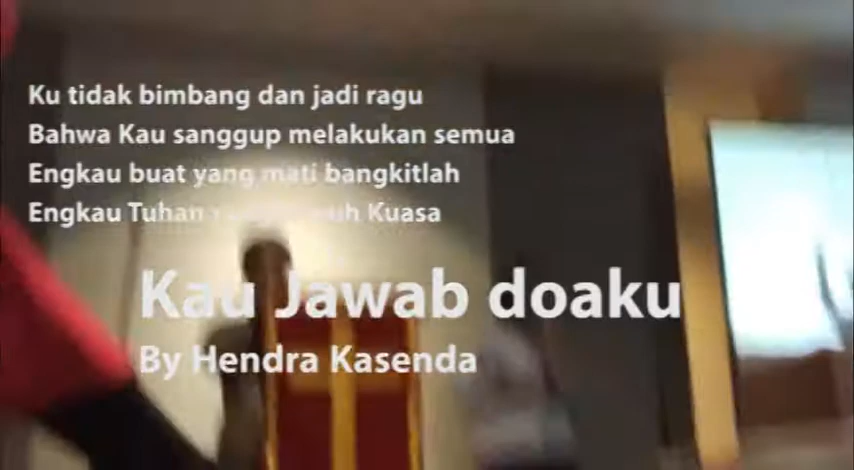 Ku tidak bimbang dan jadi ragu
Bahwa Kau sanggup melakukan semua
Engkau buat yang mati bangkitlah
Engkau Tuhan Kuasa
Kau Jawab doaku
By Hendra Kasenda